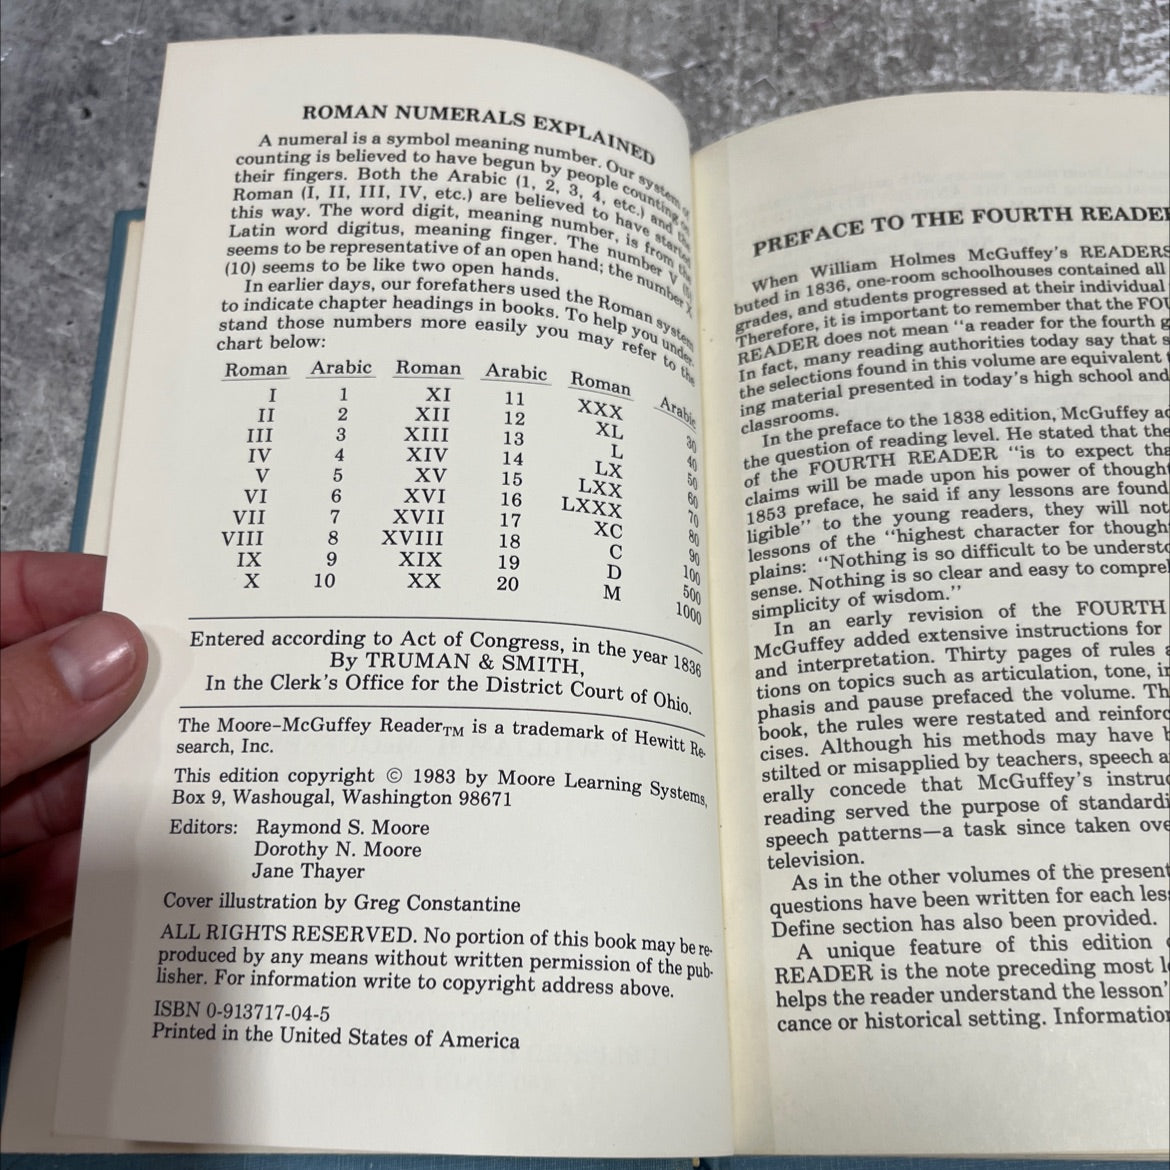 ROMAN NUMERALS EXPLAINED
A numeral is a symbol meaning number. Our system of
counting is believed to have begun by people counting on
their fingers. Both the Arabic (1, 2, 3, 4, etc.) and the
Roman (I, II, III, IV, etc.) are believed to have started
this way. The word digit, meaning number, is from the
Latin word digitus, meaning finger. The number V (5)
seems to be representative of an open hand; the number X
(10) seems to be like two open hands.
In earlier days, our forefathers used the Roman system
to indicate chapter headings in books. To help you under-
stand those numbers more easily you may refer to the
chart below:
Roman Arabic Roman Arabic Roman Arabic
I 1 XI 11 XXX 30
II 2 XII 12 XL 40
III 3 XIII 13 L 50
IV 4 XIV 14 LX 60
V 5 XV 15 LXX 70
VI 6 XVI 16 LXXX 80
VII 7 XVII 17 XC 90
VIII 8 XVIII 18 C 100
IX 9 XIX 19 D 500
X 10 XX 20 M 1000
Entered according to Act of Congress, in the year 1836
By TRUMAN & SMITH,
In the Clerk's Office for the District Court of Ohio.
The Moore–McGuffey Reader™ is a trademark of Hewitt Re-
search, Inc.
This edition copyright © 1983 by Moore Learning Systems,
Box 9, Washougal, Washington 98671
Editors: Raymond S. Moore
Dorothy N. Moore
Jane Thayer
Cover illustration by Greg Constantine
ALL RIGHTS RESERVED. No portion of this book may be re-
produced by any means without written permission of the pub-
lisher. For information write to copyright address above.
ISBN 0-913717-04-5
Printed in the United States of America
PREFACE TO THE FOURTH READER
When William Holmes McGuffey's READERS
buted in 1836, one-room schoolhouses contained all
grades, and students progressed at their individual
Therefore, it is important to remember that the FOU
READER does not mean "a reader for the fourth g
In fact, many reading authorities today say that s
the selections found in this volume are equivalent t
ing material presented in today's high school and
classrooms.
In the preface to the 1838 edition, McGuffey ad
the question of reading level. He stated that the
of the FOURTH READER "is to expect tha
claims will be made upon his power of thought
1853 preface, he said if any lessons are found
ligible" to the young readers, they will not
lessons of the "highest character for though
plains: "Nothing is so difficult to be understo
sense. Nothing is so clear and easy to compre
simplicity of wisdom."
In an early revision of the FOURTH
McGuffey added extensive instructions for
and interpretation. Thirty pages of rules a
tions on topics such as articulation, tone, in
phasis and pause prefaced the volume. Th
book, the rules were restated and reinforc
cises. Although his methods may have b
stilted or misapplied by teachers, speech a
erally concede that McGuffey's instruc
reading served the purpose of standardi
speech patterns—a task since taken ove
television.
As in the other volumes of the present
questions have been written for each less
Define section has also been provided.
A unique feature of this edition o
READER is the note preceding most l
helps the reader understand the lesson'
cance or historical setting. Information